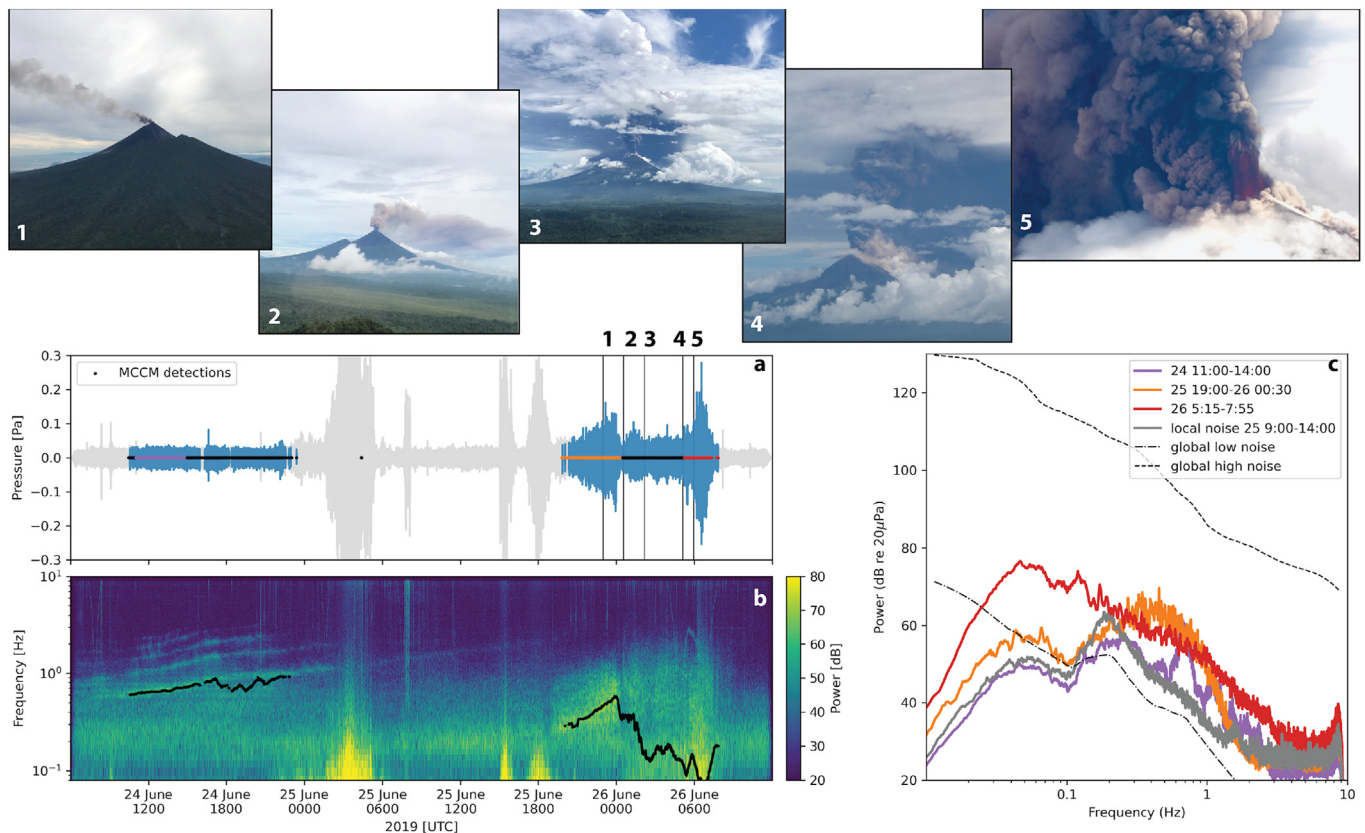 1
2
3
4
5
1 2 3 4 5
a
MCCM detections
0.3
0.2
0.1
0.0
−0.1
−0.2
−0.3
Pressure [Pa]
b
10¹
10⁰
10⁻¹
Frequency [Hz]
24 June 1200
24 June 1800
25 June 0000
25 June 0600
25 June 1200
25 June 1800
26 June 0000
26 June 0600
2019 [UTC]
80
70
60
50
40
30
20
Power [dB]
c
24 11:00-14:00
25 19:00-26 00:30
26 5:15-7:55
local noise 25 9:00-14:00
global low noise
global high noise
120
100
80
60
40
20
Power (dB re 20μPa)
0.1
1
10
Frequency (Hz)